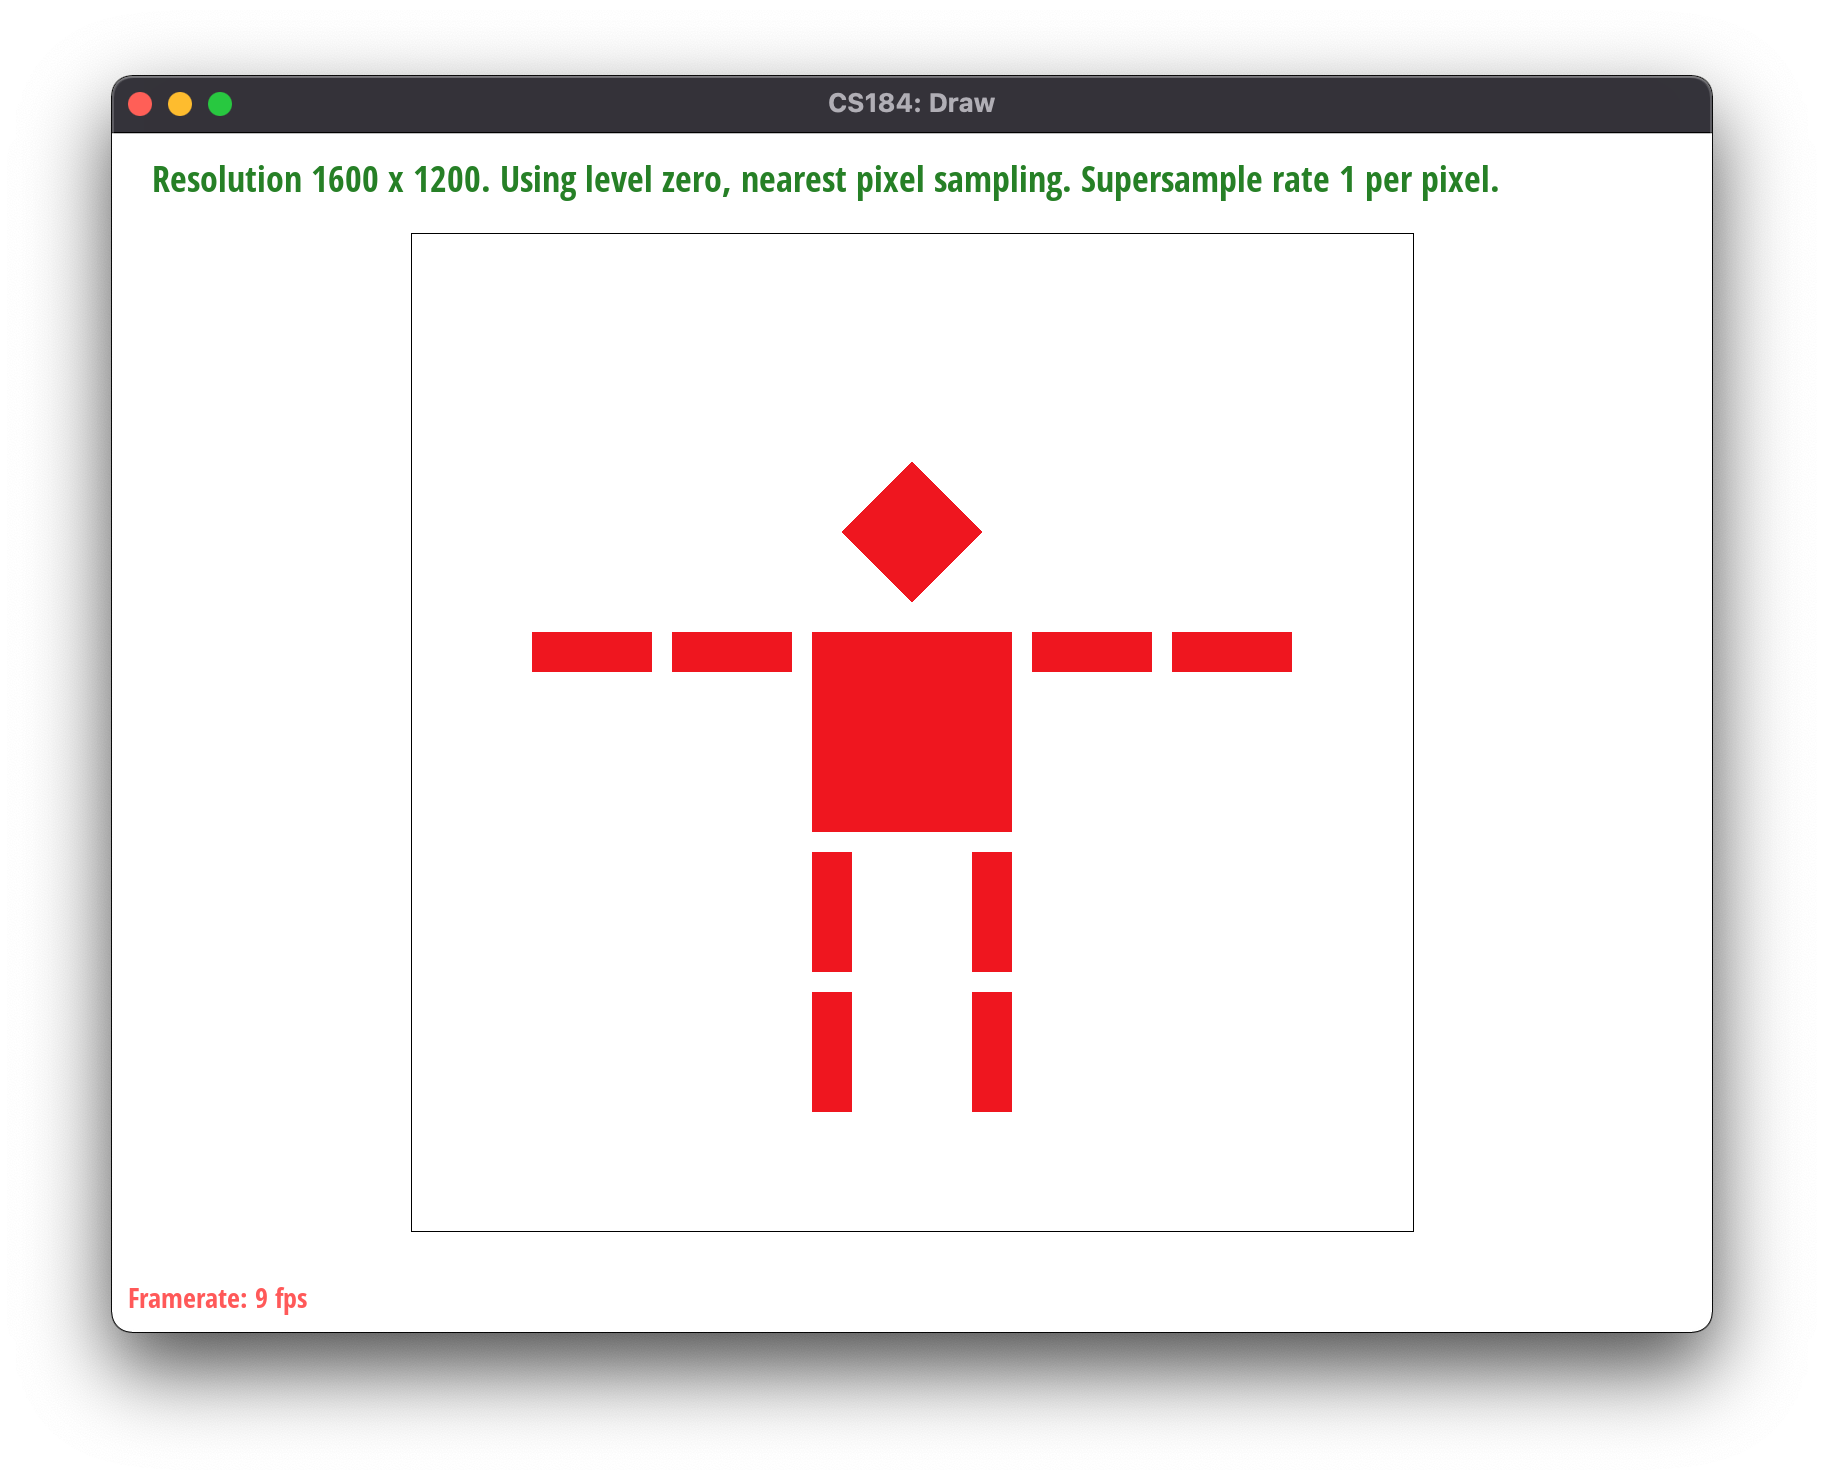 CS184: Draw
Resolution 1600 x 1200. Using level zero, nearest pixel sampling. Supersample rate 1 per pixel.
Framerate: 9 fps